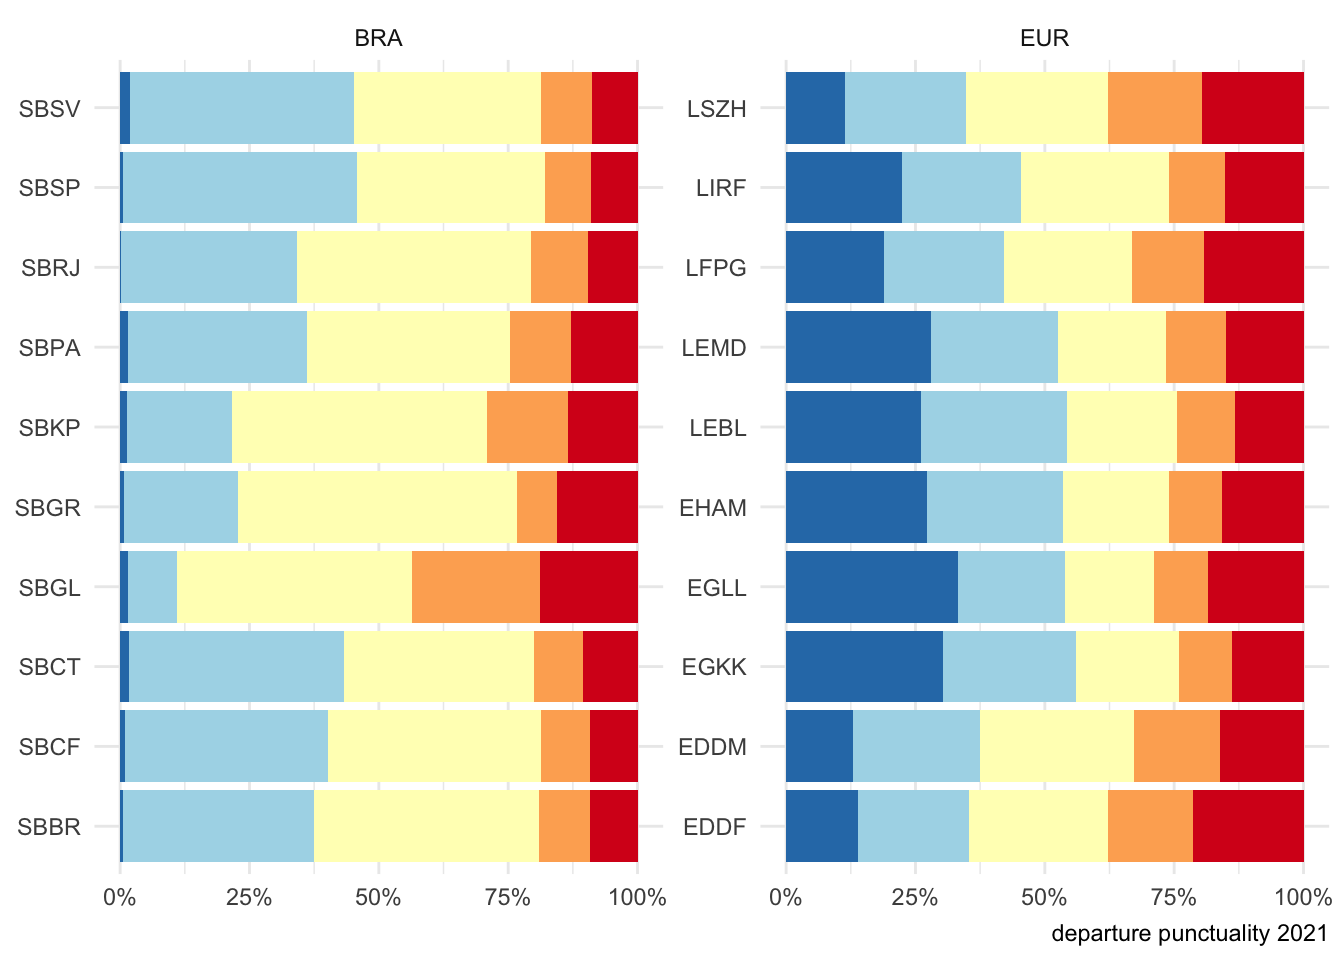 BRA
SBSV
SBSP
SBRJ
SBPA
SBKP
SBGR
SBGL
SBCT
SBCF
SBBR
0% 25% 50% 75% 100%
EUR
LSZH
LIRF
LFPG
LEMD
LEBL
EHAM
EGLL
EGKK
EDDM
EDDF
0% 25% 50% 75% 100%
departure punctuality 2021